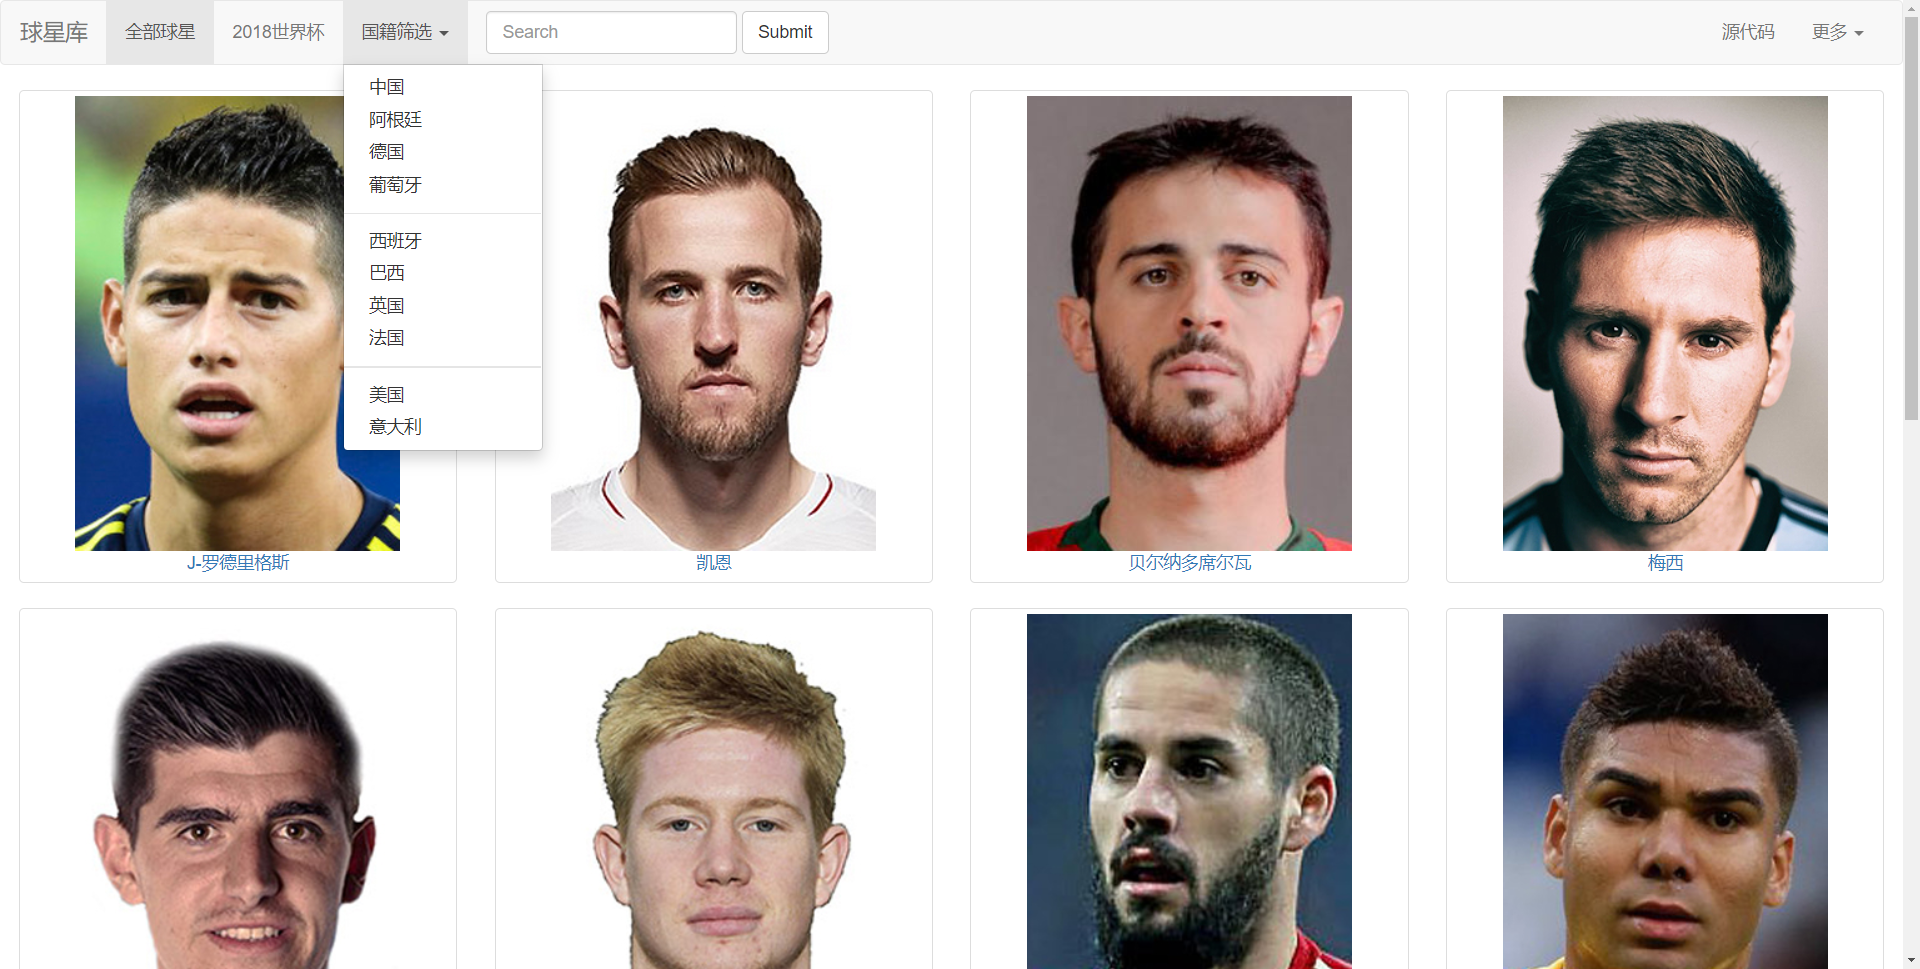 球星库 全部球星 2018世界杯 国籍筛选 Search Submit 源代码 更多
中国
阿根廷
德国
葡萄牙
西班牙
巴西
英国
法国
美国
意大利
J-罗德里格斯 凯恩 贝尔纳多席尔瓦 梅西